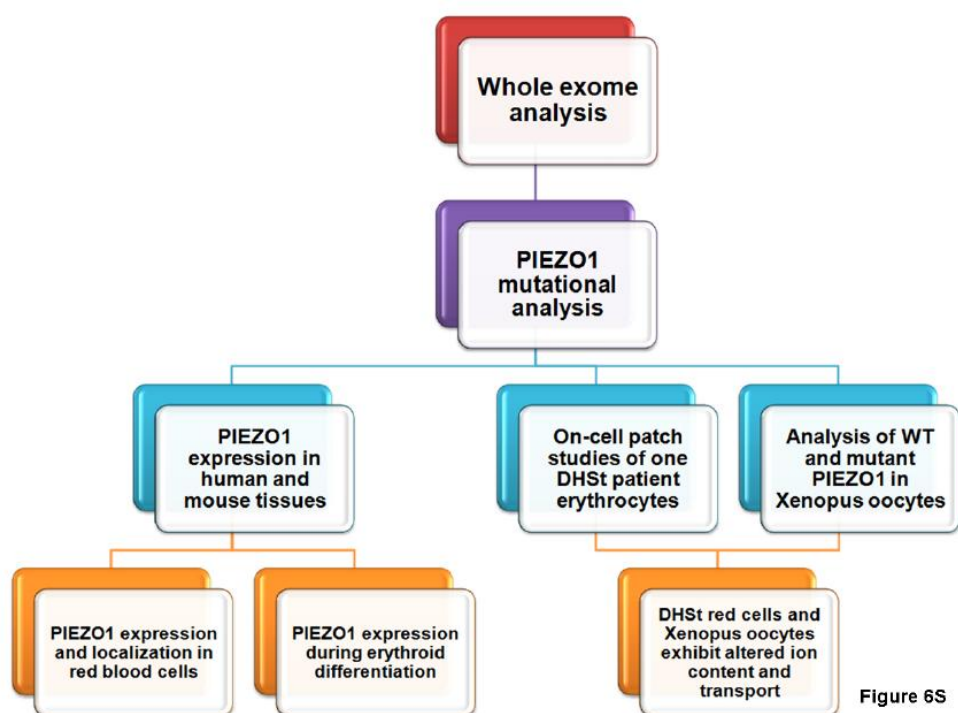 Whole exome
analysis
PIEZO1
mutational
analysis
PIEZO1
expression in
human and
mouse tissues
On-cell patch
studies of one
DHSt patient
erythrocytes
Analysis of WT
and mutant
PIEZO1 in
Xenopus oocytes
PIEZO1 expression
and localization in
red blood cells
PIEZO1 expression
during erythroid
differentiation
DHSt red cells and
Xenopus oocytes
exhibit altered ion
content and
transport
Figure 6S